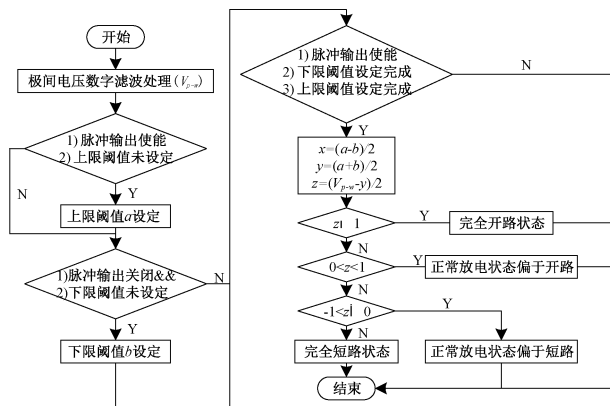 开始
极间电压数字滤波处理(Vp-w)
1)脉冲输出使能
2)上限阈值未设定
N
Y
上限阈值a设定
1)脉冲输出关闭&&
2)下限阈值未设定
N
Y
下限阈值b设定
1)脉冲输出使能
2)下限阈值设定完成
3)上限阈值设定完成
N
Y
x=(a-b)/2
y=(a+b)/2
z=(Vp-w-y)/2
z¡ 1
Y
完全开路状态
N
0<z<1
Y
正常放电状态偏于开路
N
-1<z¡ 0
Y
N
完全短路状态
正常放电状态偏于短路
结束